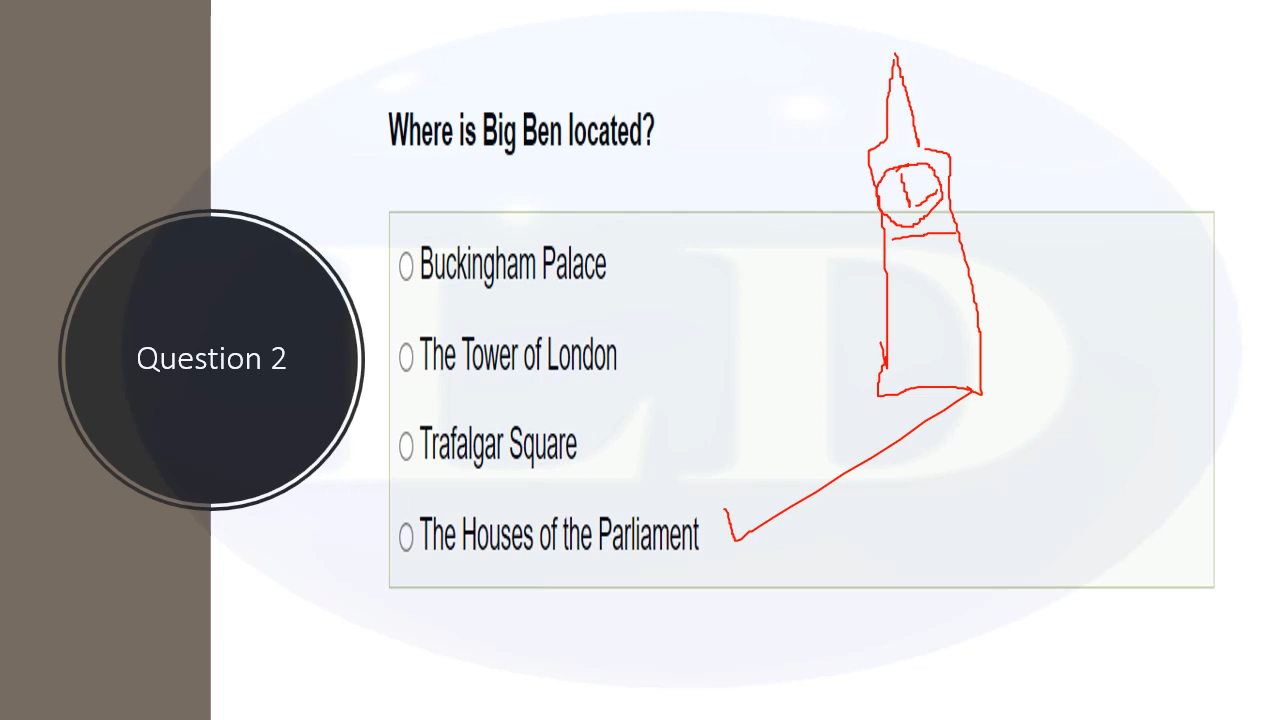 Where is Big Ben located?
Question 2
Buckingham Palace
The Tower of London
Trafalgar Square
The Houses of the Parliament
LD